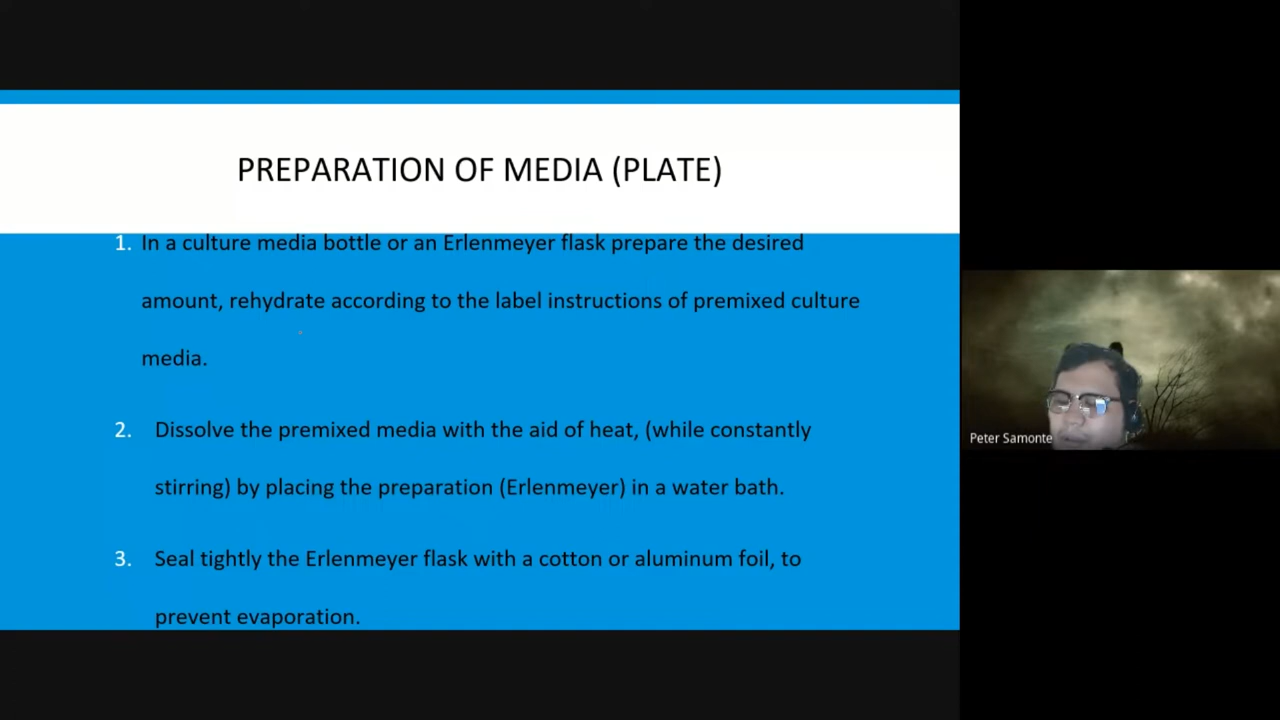 PREPARATION OF MEDIA (PLATE)
1. In a culture media bottle or an Erlenmeyer flask prepare the desired
amount, rehydrate according to the label instructions of premixed culture
media.
2. Dissolve the premixed media with the aid of heat, (while constantly
stirring) by placing the preparation (Erlenmeyer) in a water bath.
3. Seal tightly the Erlenmeyer flask with a cotton or aluminum foil, to
prevent evaporation.
Peter Samonte